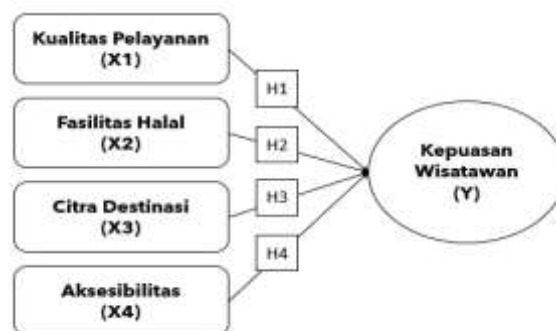 Kualitas Pelayanan
(X1)
H1
Fasilitas Halal
(X2)
H2
Citra Destinasi
(X3)
H3
Aksesibilitas
(X4)
H4
Kepuasan
Wisatawan
(Y)